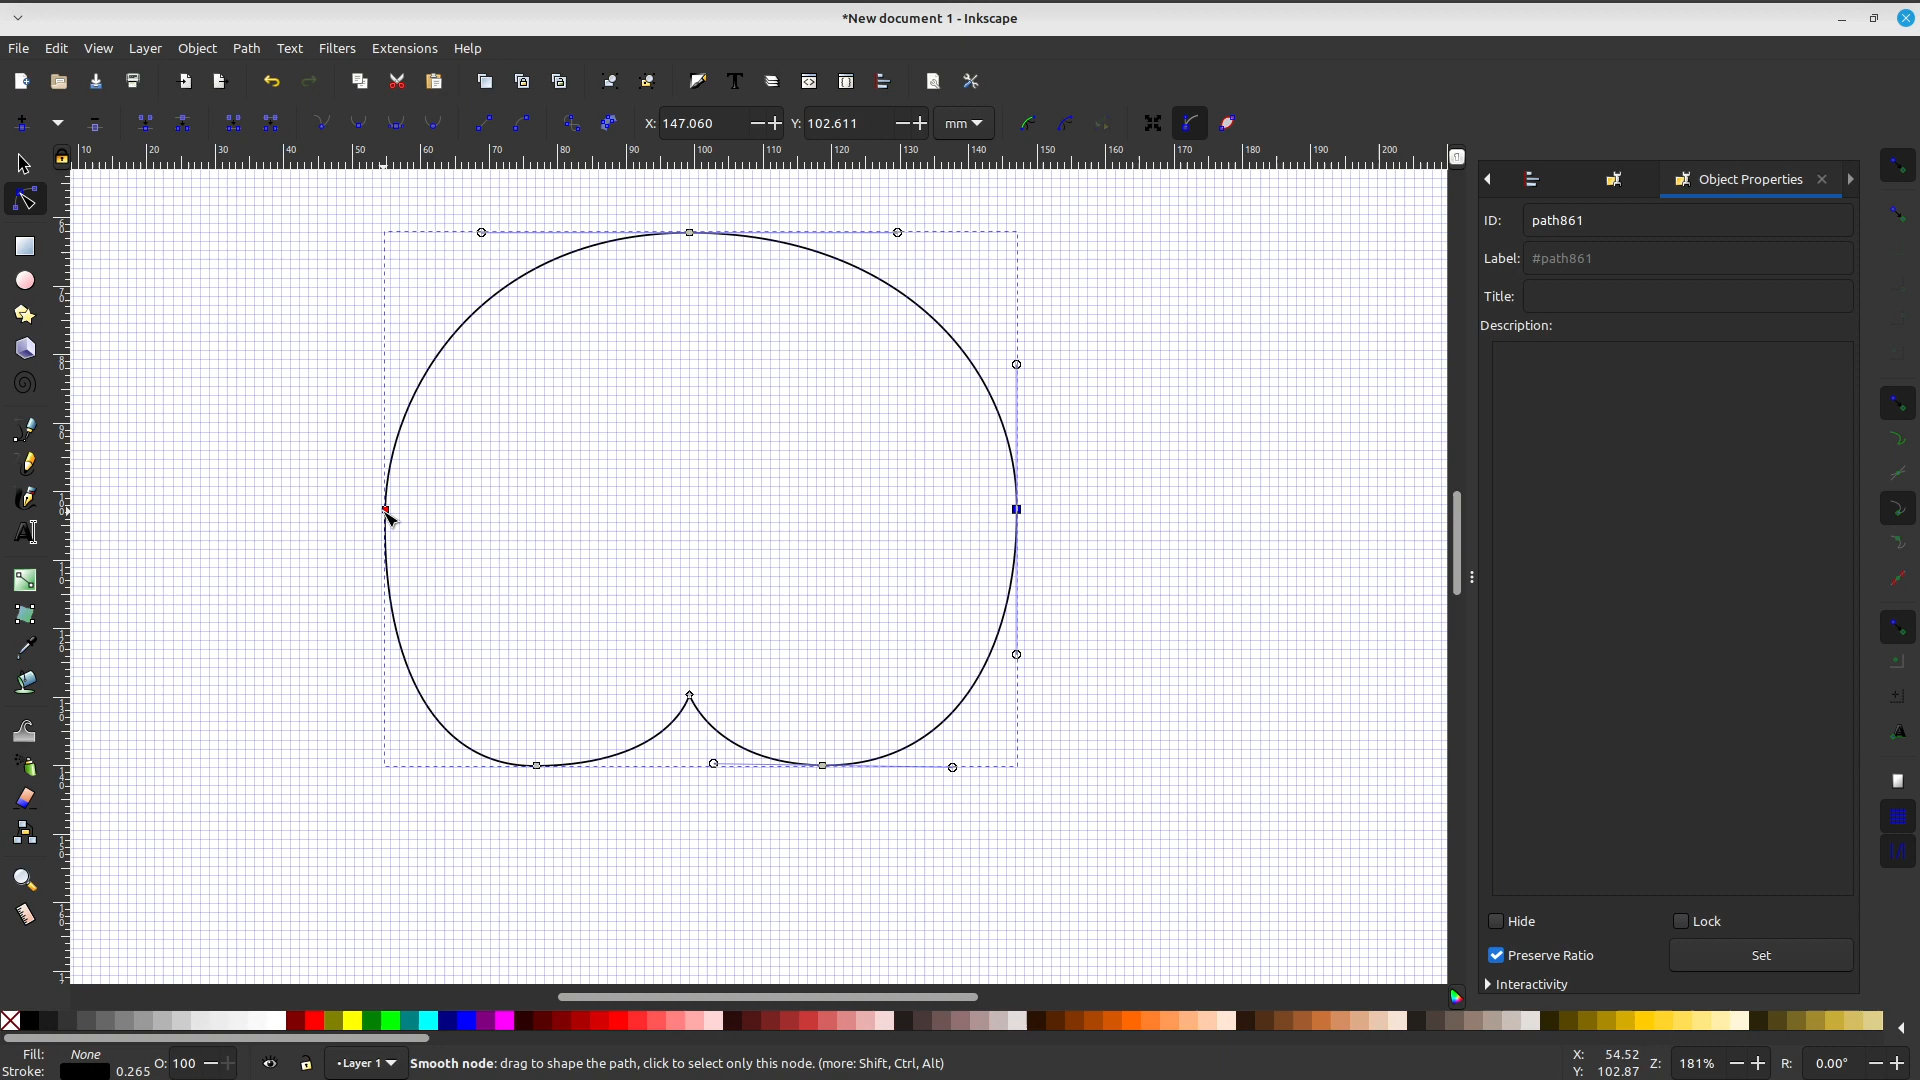 *New document 1 - Inkscape
File Edit View Layer Object Path Text Filters Extensions Help
X: 147.060 Y: 102.611 mm
10 20 30 40 50 60 70 80 90 100 110 120 130 140 150 160 170 180 190 200
Object Properties
ID: path861
Label: #path861
Title:
Description:
Hide Lock
Preserve Ratio Set
Interactivity
Fill: None
Stroke: 0.265 O: 100
•Layer 1
Smooth node: drag to shape the path, click to select only this node. (more: Shift, Ctrl, Alt)
X: 54.52
Y: 102.87
Z: 181%
R: 0.00°